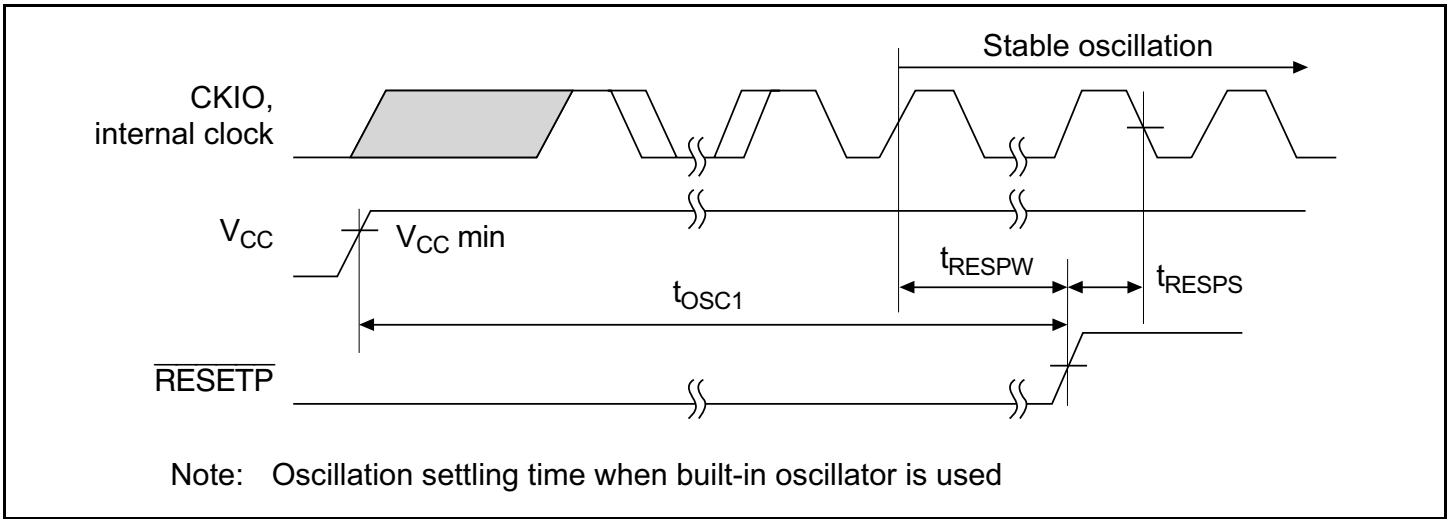 Stable oscillation
CKIO,
internal clock
VCC
VCC min
tRESPW
tRESPS
tOSC1
RESETP
Note: Oscillation settling time when built-in oscillator is used